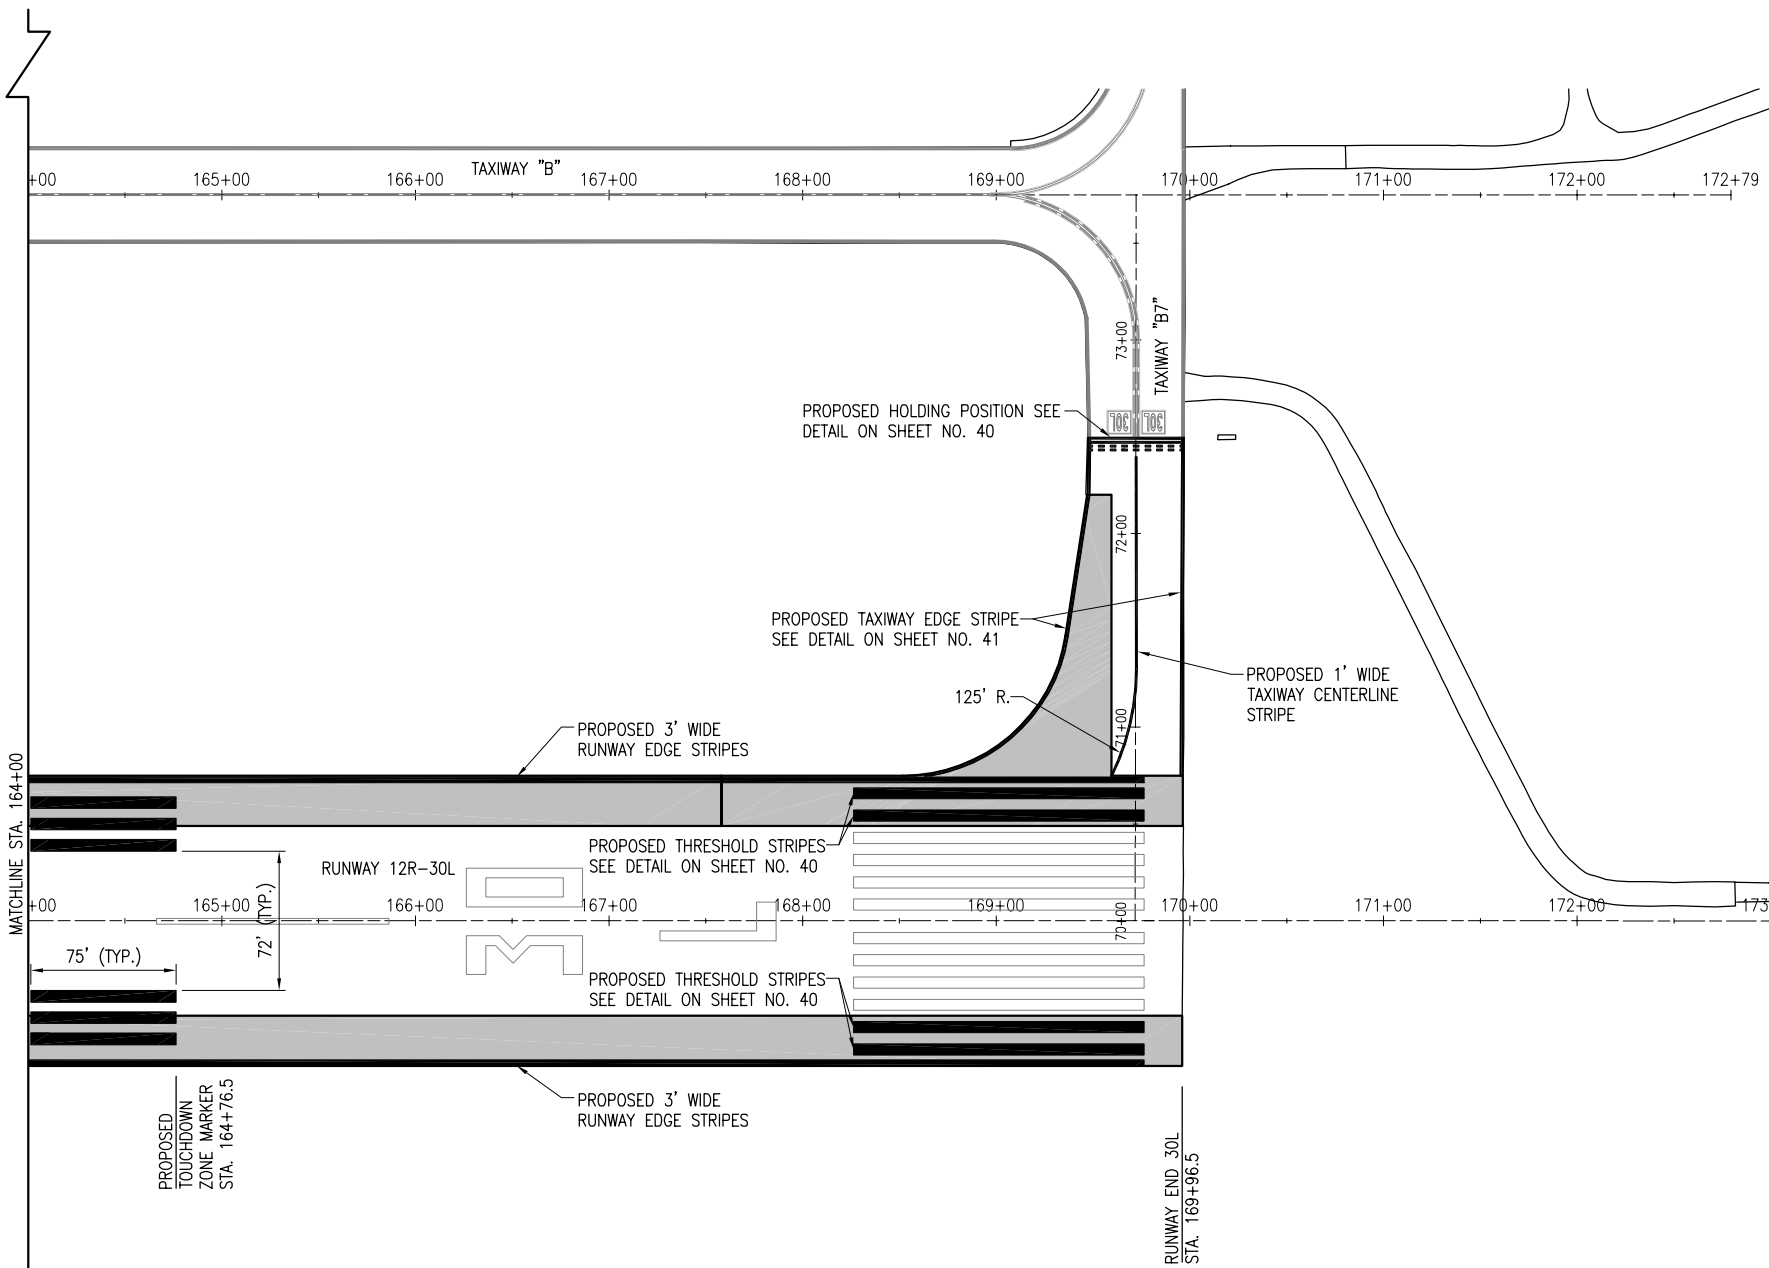 TAXIWAY "B"
+00
165+00
166+00
167+00
168+00
169+00
170+00
171+00
172+00
172+79
TAXIWAY "B7"
73+00
30L
30L
PROPOSED HOLDING POSITION SEE
DETAIL ON SHEET NO. 40
72+00
PROPOSED TAXIWAY EDGE STRIPE
SEE DETAIL ON SHEET NO. 41
PROPOSED 1' WIDE
TAXIWAY CENTERLINE
STRIPE
125' R.
71+00
PROPOSED 3' WIDE
RUNWAY EDGE STRIPES
MATCHLINE STA. 164+00
PROPOSED THRESHOLD STRIPES
SEE DETAIL ON SHEET NO. 40
RUNWAY 12R-30L
+00
165+00
166+00
167+00
168+00
169+00
170+00
171+00
172+00
173
70+00
30
L
72' (TYP.)
75' (TYP.)
PROPOSED THRESHOLD STRIPES
SEE DETAIL ON SHEET NO. 40
PROPOSED 3' WIDE
RUNWAY EDGE STRIPES
PROPOSED
TOUCHDOWN
ZONE MARKER
STA. 164+76.5
RUNWAY END 30L
STA. 169+96.5